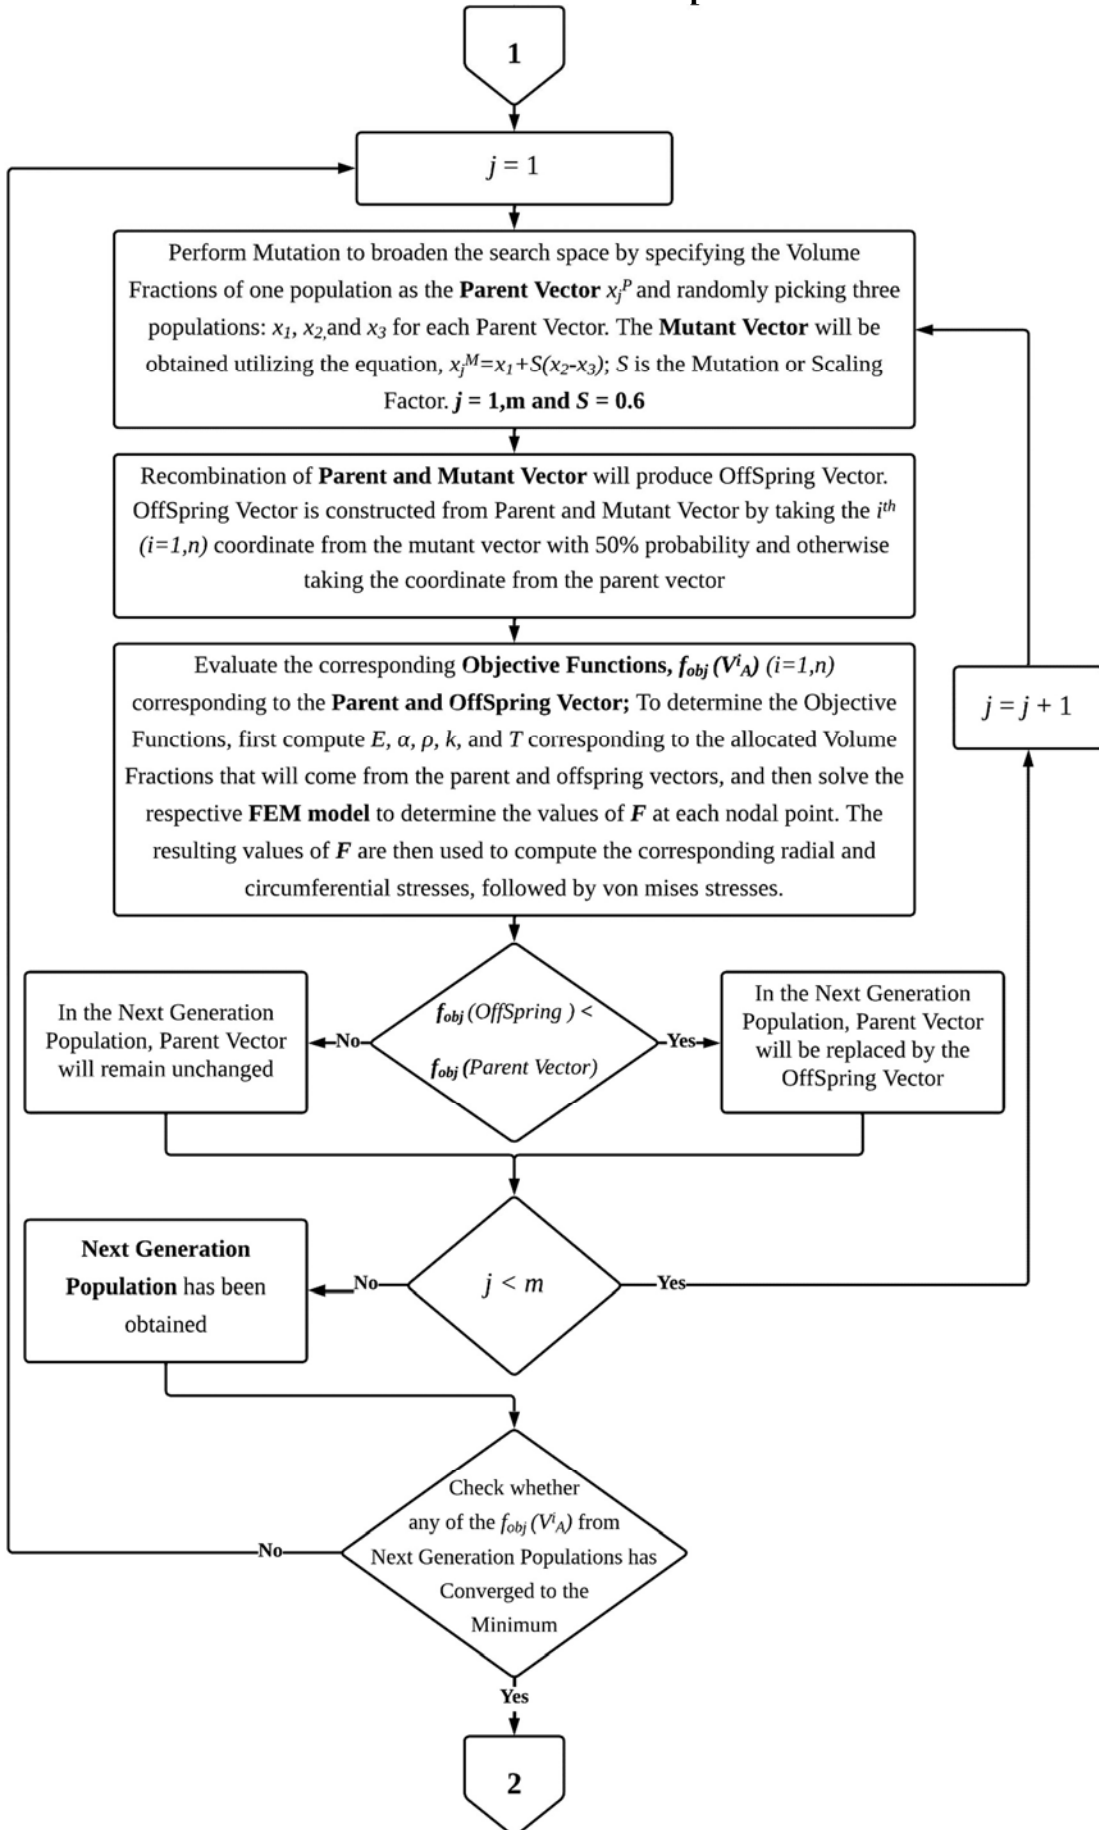 1
j = 1
Perform Mutation to broaden the search space by specifying the Volume
Fractions of one population as the Parent Vector xⱼᴾ and randomly picking three
populations: x₁, x₂,and x₃ for each Parent Vector. The Mutant Vector will be
obtained utilizing the equation, xⱼᴹ=x₁+S(x₂-x₃); S is the Mutation or Scaling
Factor. j = 1,m and S = 0.6
Recombination of Parent and Mutant Vector will produce OffSpring Vector.
OffSpring Vector is constructed from Parent and Mutant Vector by taking the iᵗʰ
(i=1,n) coordinate from the mutant vector with 50% probability and otherwise
taking the coordinate from the parent vector
Evaluate the corresponding Objective Functions, f_obj (Vⁱ_A) (i=1,n)
corresponding to the Parent and OffSpring Vector; To determine the Objective
Functions, first compute E, α, ρ, k, and T corresponding to the allocated Volume
Fractions that will come from the parent and offspring vectors, and then solve the
respective FEM model to determine the values of F at each nodal point. The
resulting values of F are then used to compute the corresponding radial and
circumferential stresses, followed by von mises stresses.
j = j + 1
f_obj (OffSpring ) <
f_obj (Parent Vector)
No
Yes
In the Next Generation
Population, Parent Vector
will remain unchanged
In the Next Generation
Population, Parent Vector
will be replaced by the
OffSpring Vector
j < m
No
Yes
Next Generation
Population has been
obtained
Check whether
any of the f_obj (Vⁱ_A) from
Next Generation Populations has
Converged to the
Minimum
No
Yes
2